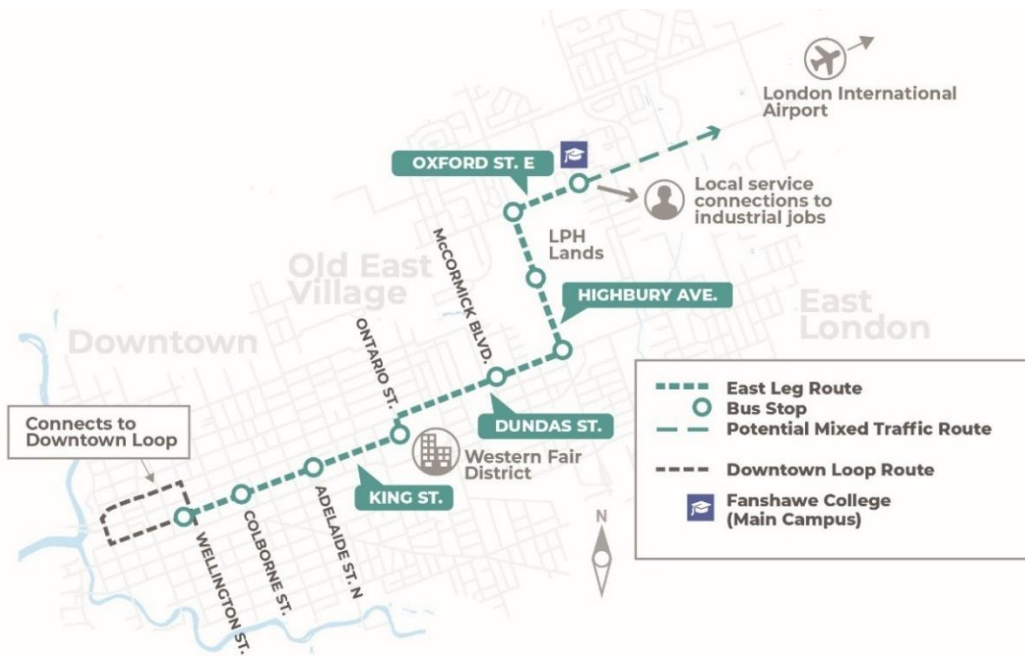 London International
Airport
OXFORD ST. E
Local service
connections to
industrial jobs
McCORMICK BLVD.
LPH
Lands
Old East
Village
HIGHBURY AVE.
East
London
Downtown
ONTARIO ST.
Connects to
Downtown Loop
DUNDAS ST.
Western Fair
District
KING ST.
WELLINGTON ST.
COLBORNE ST.
ADELAIDE ST. N
N
East Leg Route
Bus Stop
Potential Mixed Traffic Route
Downtown Loop Route
Fanshawe College
(Main Campus)